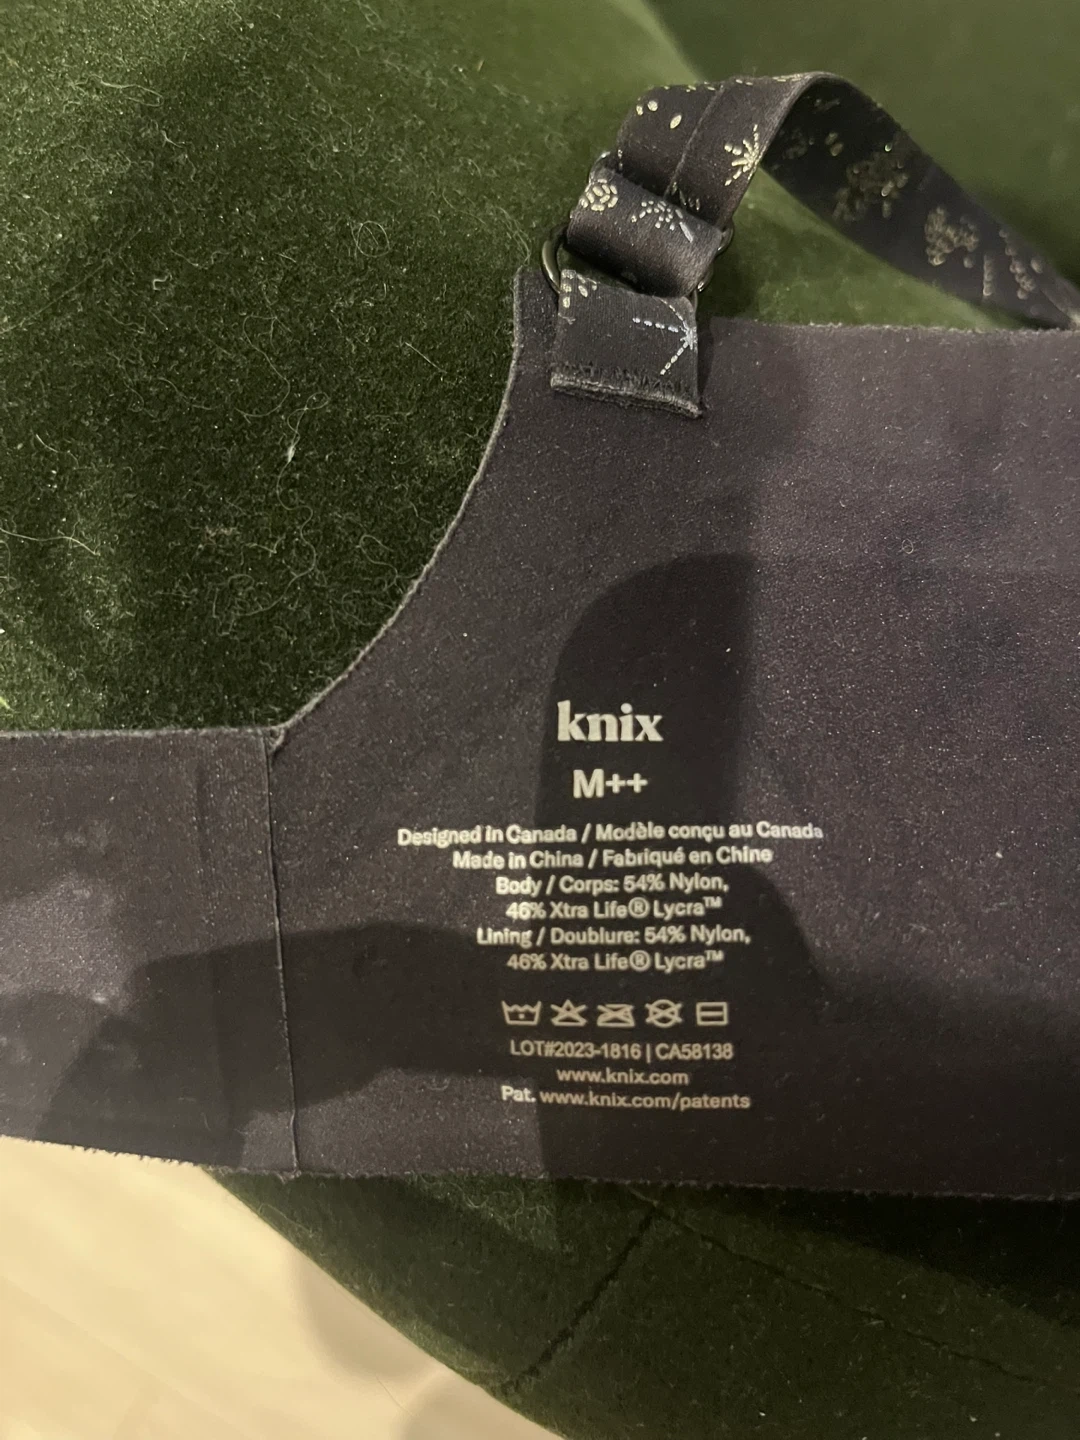 knix
M++
Designed in Canada / Modèle conçu au Canada
Made in China / Fabriqué en Chine
Body / Corps: 54% Nylon,
46% Xtra Life® Lycra™
Lining / Doublure: 54% Nylon,
46% Xtra Life® Lycra™
LOT#2023-1816 | CA58138
www.knix.com
Pat. www.knix.com/patents